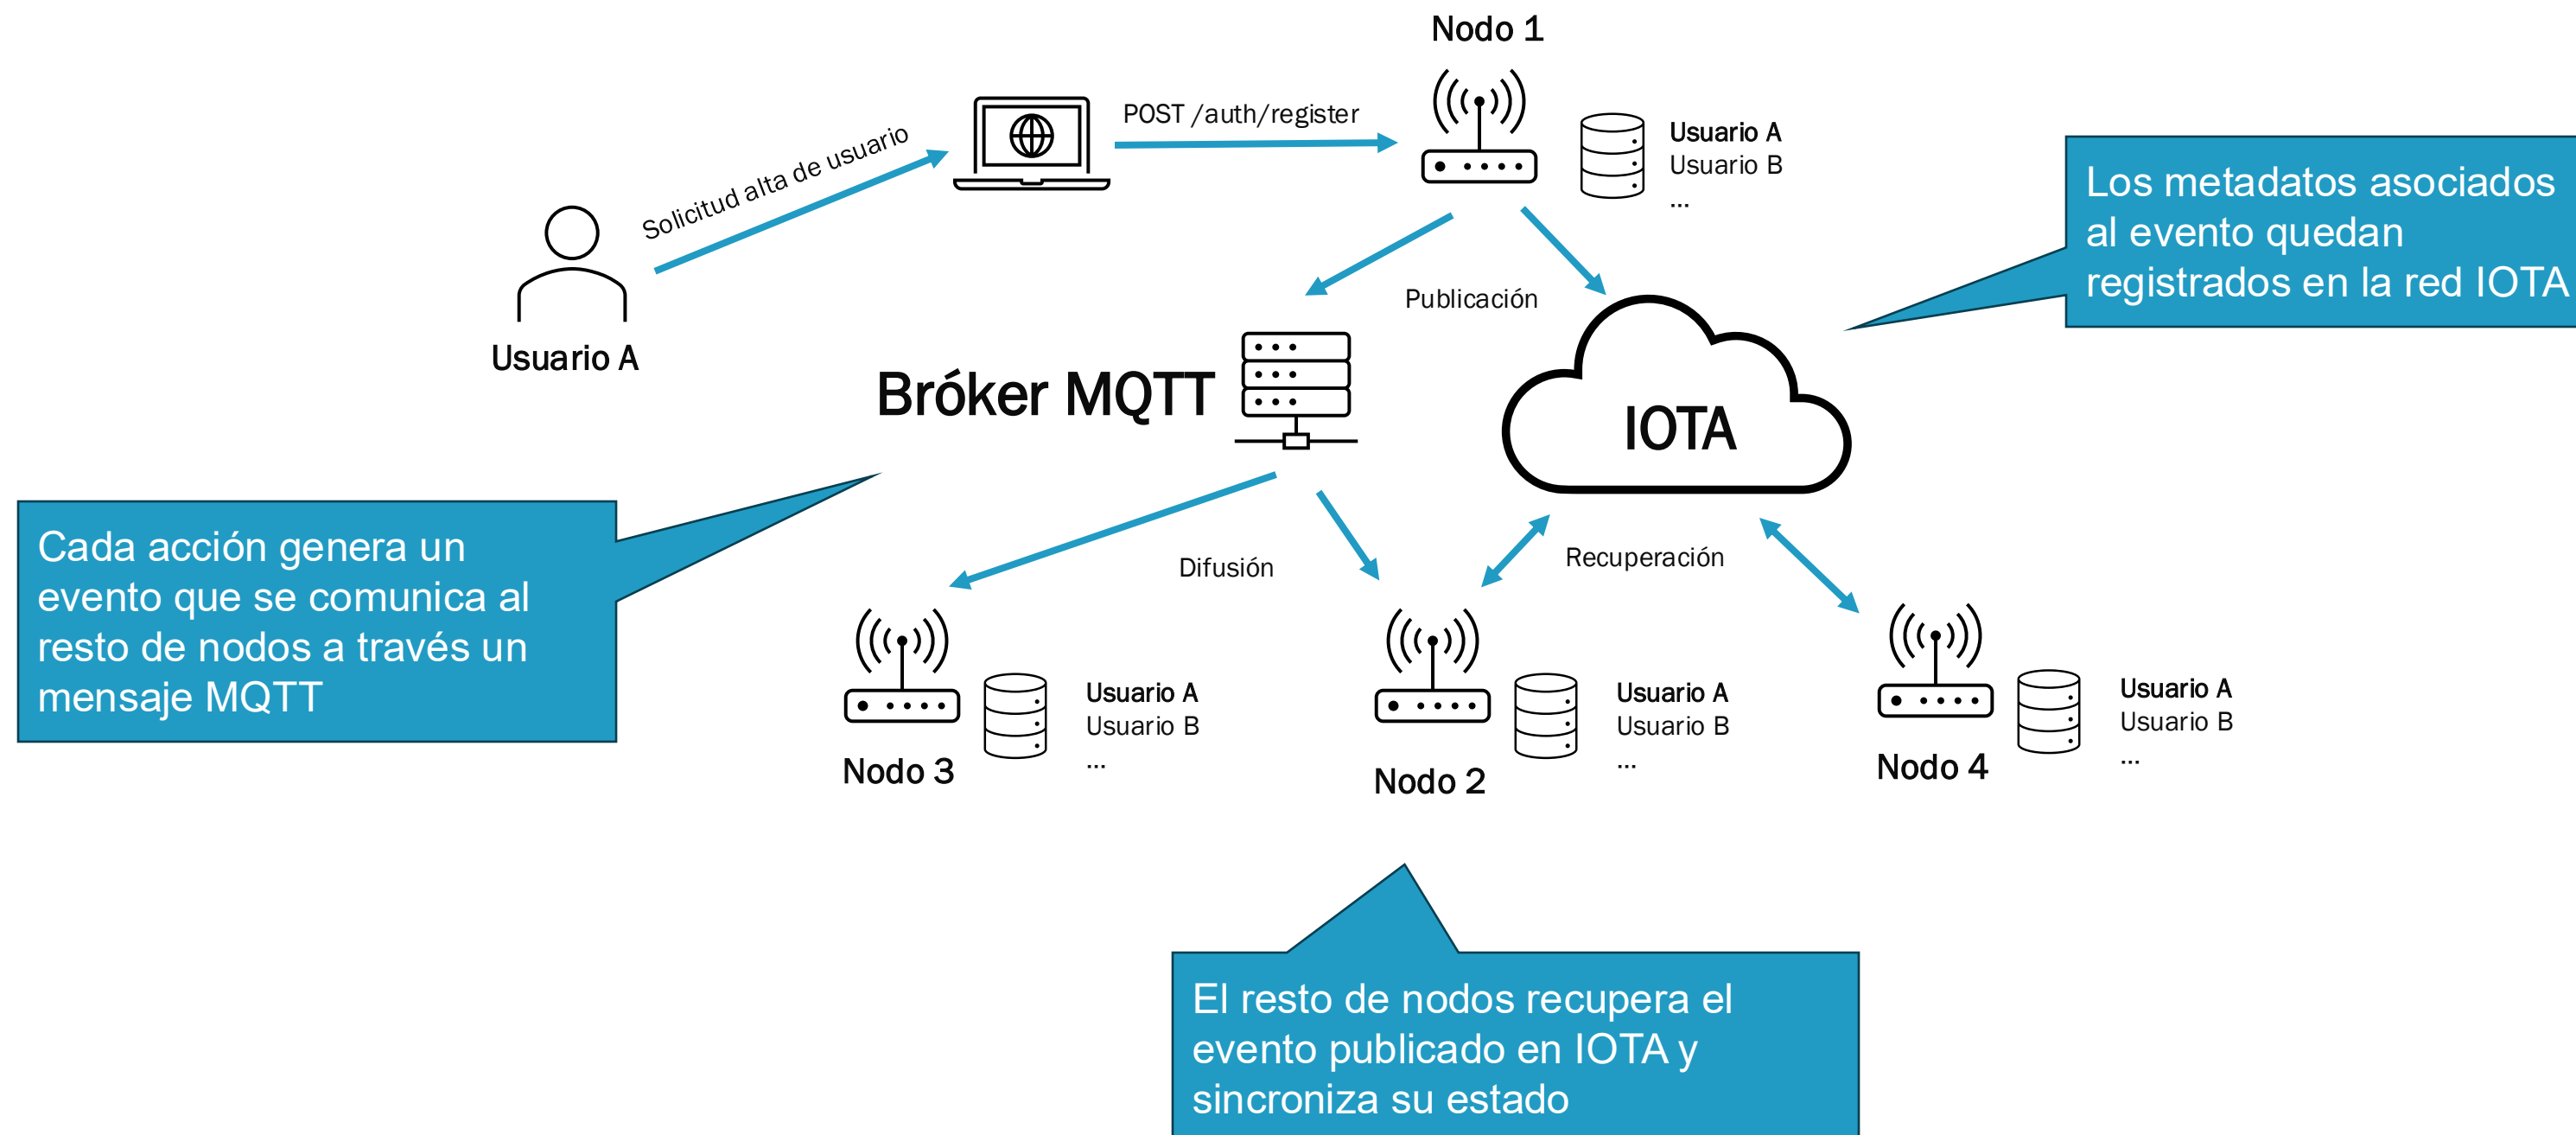 Nodo 1
POST /auth/register
Solicitud alta de usuario
Usuario A
Usuario B
...
Los metadatos asociados
al evento quedan
registrados en la red IOTA
Publicación
Usuario A
Bróker MQTT
IOTA
Cada acción genera un
evento que se comunica al
resto de nodos a través un
mensaje MQTT
Difusión
Recuperación
Usuario A
Usuario B
...
Nodo 3
Usuario A
Usuario B
...
Nodo 2
Usuario A
Usuario B
...
Nodo 4
El resto de nodos recupera el
evento publicado en IOTA y
sincroniza su estado